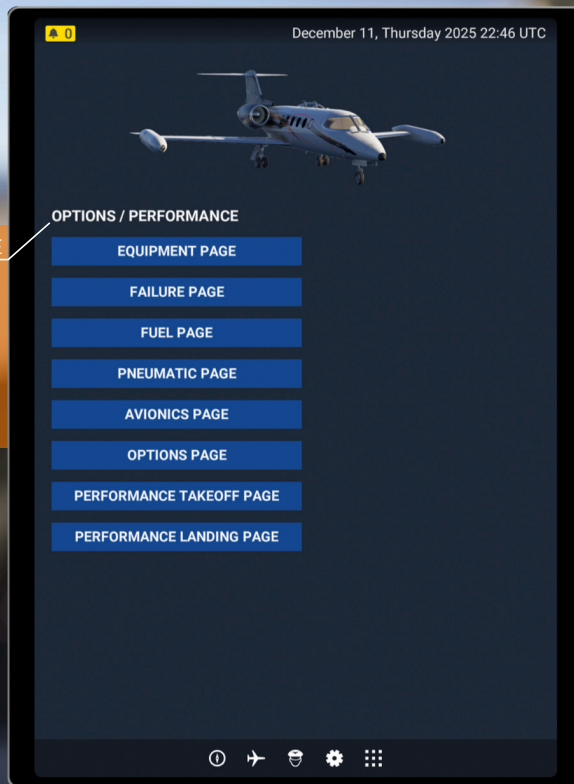 0
December 11, Thursday 2025 22:46 UTC
OPTIONS / PERFORMANCE
EQUIPMENT PAGE
FAILURE PAGE
FUEL PAGE
PNEUMATIC PAGE
AVIONICS PAGE
OPTIONS PAGE
PERFORMANCE TAKEOFF PAGE
PERFORMANCE LANDING PAGE